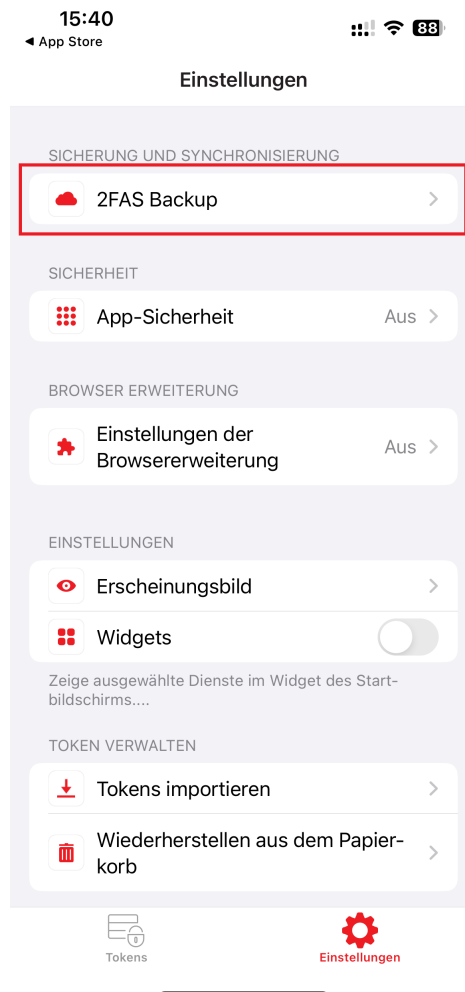 15:40
88
◀ App Store
Einstellungen
SICHERUNG UND SYNCHRONISIERUNG
2FAS Backup
SICHERHEIT
App-Sicherheit
Aus
BROWSER ERWEITERUNG
Einstellungen der
Browsererweiterung
Aus
EINSTELLUNGEN
Erscheinungsbild
Widgets
Zeige ausgewählte Dienste im Widget des Start-
bildschirms....
TOKEN VERWALTEN
Tokens importieren
Wiederherstellen aus dem Papier-
korb
Tokens
Einstellungen